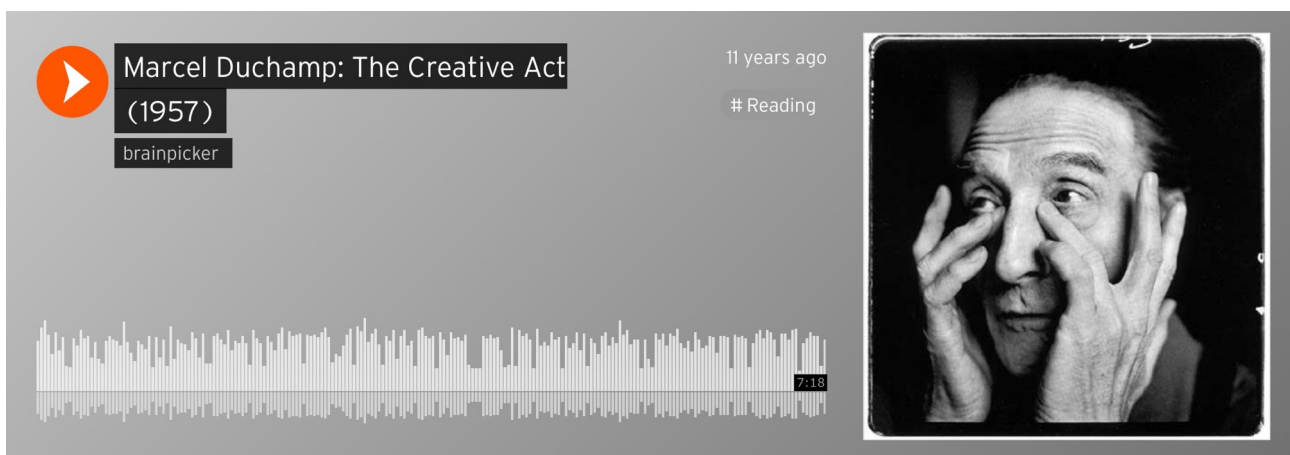 Marcel Duchamp: The Creative Act
(1957)
brainpicker
11 years ago
# Reading
7:18